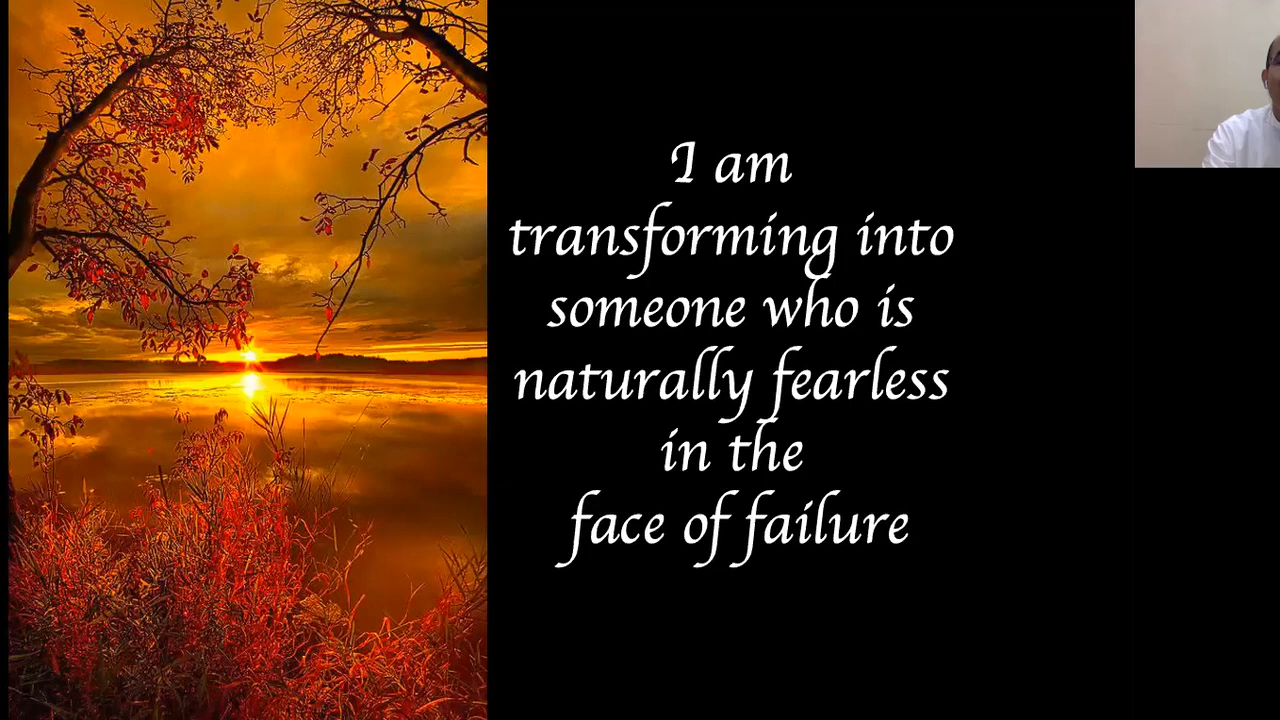 I am
transforming into
someone who is
naturally fearless
in the
face of failure